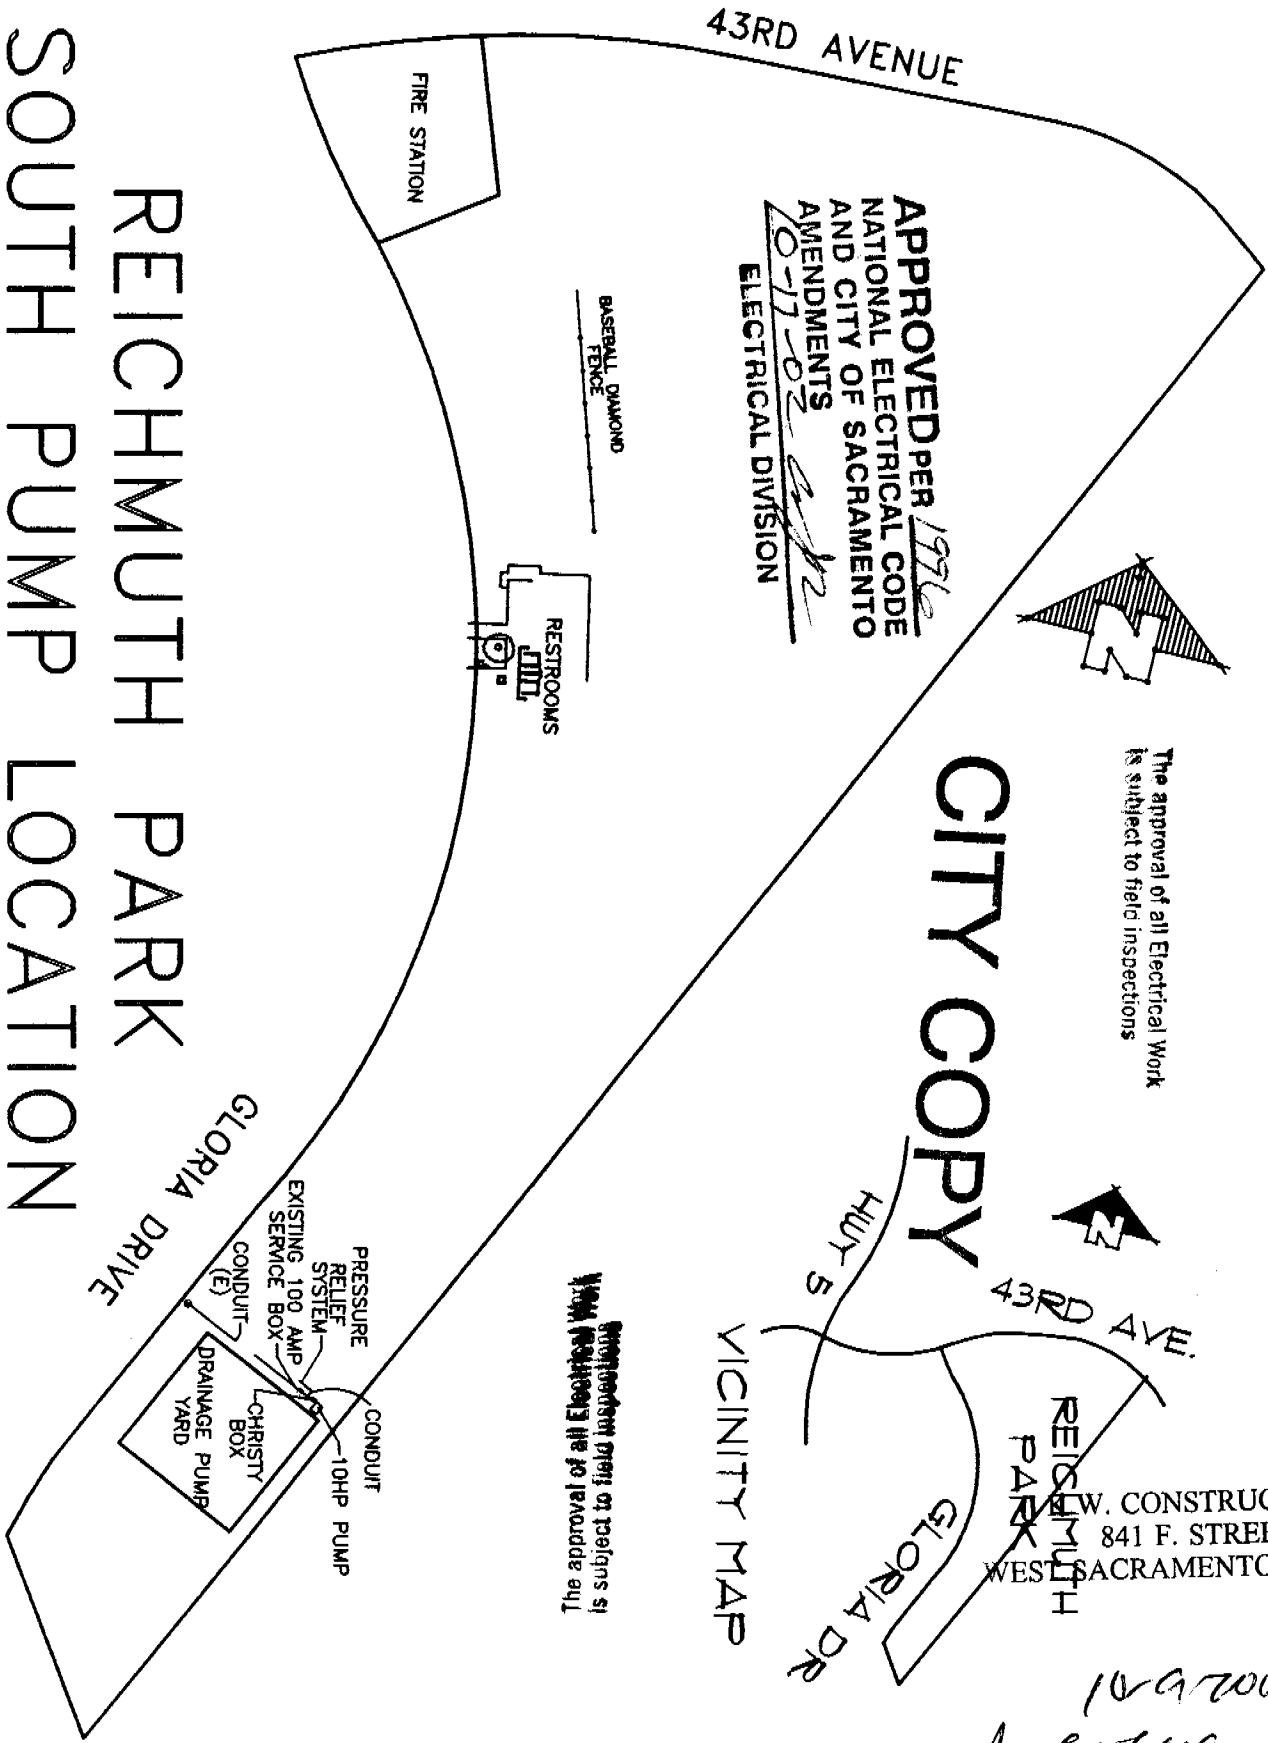 43RD AVENUE
FIRE STATION
APPROVED PER 1996
NATIONAL ELECTRICAL CODE
AND CITY OF SACRAMENTO
AMENDMENTS
10-17-02
ELECTRICAL DIVISION
BASEBALL DIAMOND
FENCE
RESTROOMS
N
The approval of all Electrical Work
is subject to field inspections
CITY COPY
N
43RD AVE.
HWY 5
REICHMUTH
PARK
GLORIA DR
VICINITY MAP
W. CONSTRUC
841 F. STREE
WEST SACRAMENTO
The approval of all Electrical Work
is subject to field inspections
GLORIA DRIVE
PRESSURE
RELIEF
SYSTEM
EXISTING 100 AMP
SERVICE BOX
CONDUIT
(E)
CONDUIT
10HP PUMP
CHRISTY
BOX
DRAINAGE PUMP
YARD
REICHMUTH PARK
SOUTH PUMP LOCATION